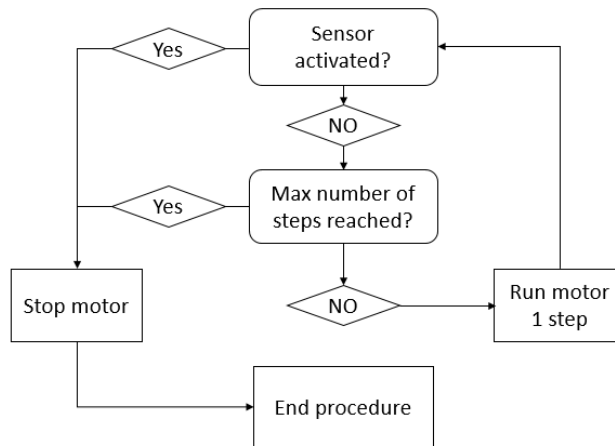 Yes
Sensor
activated?
NO
Yes
Max number of
steps reached?
Stop motor
NO
Run motor
1 step
End procedure